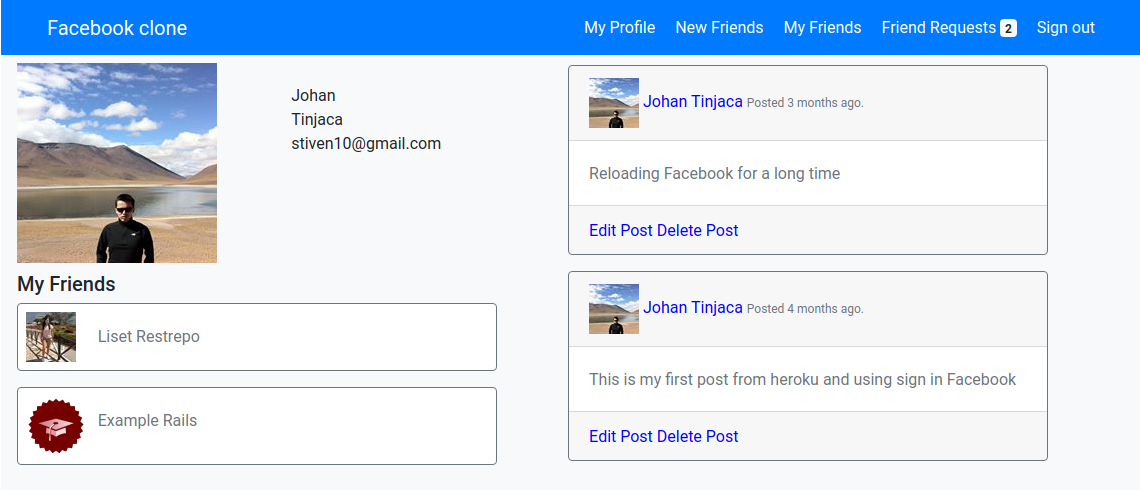 Facebook clone
My Profile New Friends My Friends Friend Requests 2 Sign out
Johan
Tinjaca
stiven10@gmail.com
My Friends
Liset Restrepo
Example Rails
Johan Tinjaca Posted 3 months ago.
Reloading Facebook for a long time
Edit Post Delete Post
Johan Tinjaca Posted 4 months ago.
This is my first post from heroku and using sign in Facebook
Edit Post Delete Post